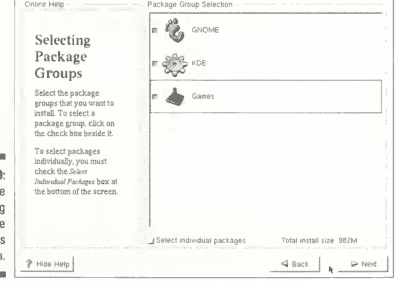 Online Help
Selecting
Package
Groups
Select the package
groups that you want to
install. To select a
package group, click on
the check box beside it.
To select packages
individually, you must
check the Select
Individual Packages box at
the bottom of the screen.
Package Group Selection
GNOME
KDE
Games
Select individual packages
Total install size 982M
? Hide Help
Back
Next